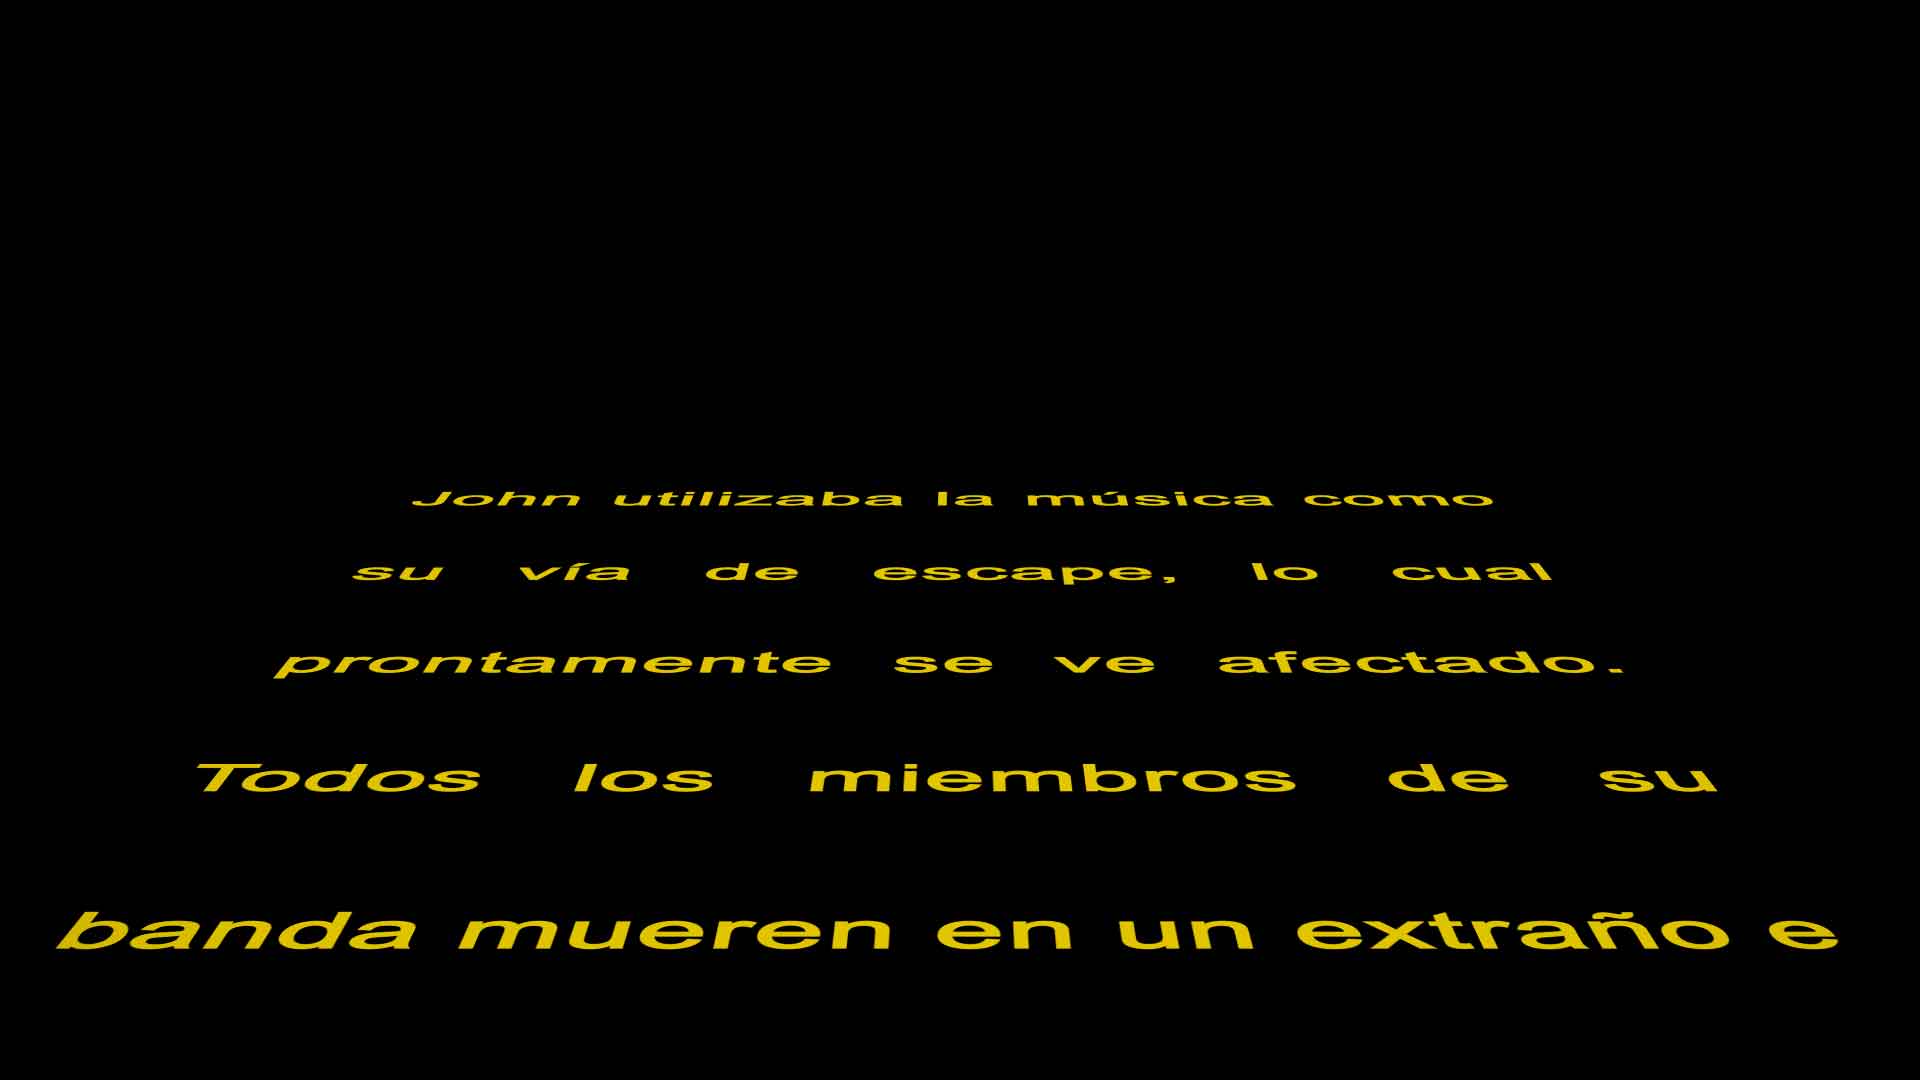 John utilizaba la música como
su vía de escape, lo cual
prontamente se ve afectado.
Todos los miembros de su
banda mueren en un extraño e